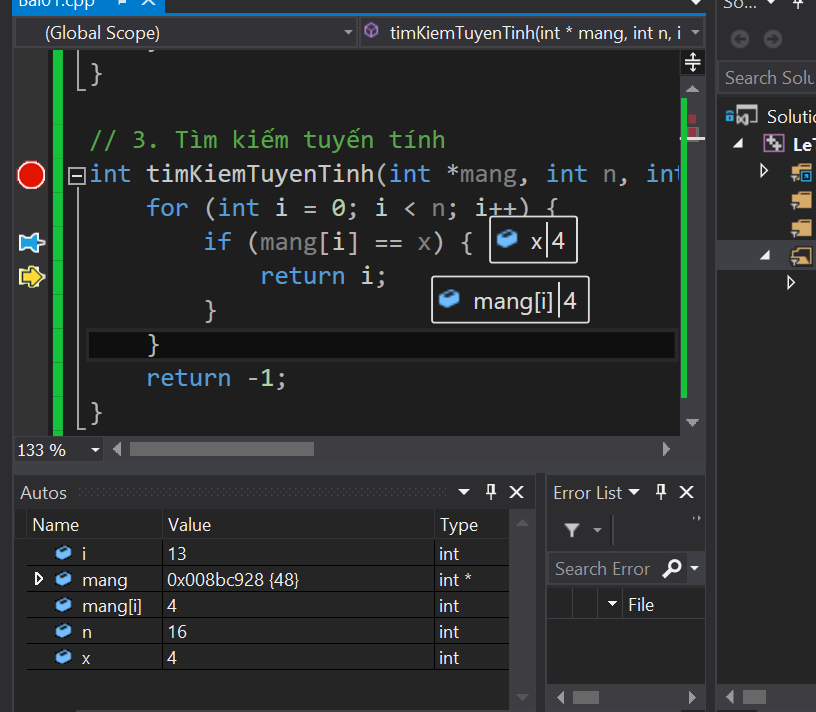 Bai01.cpp
So...
(Global Scope)
timKiemTuyenTinh(int * mang, int n, i
Search Solu
Solutio
LeT
}
// 3. Tìm kiếm tuyến tính
int timKiemTuyenTinh(int *mang, int n, int
for (int i = 0; i < n; i++) {
if (mang[i] == x) {
x 4
return i;
mang[i] 4
}
}
return -1;
}
133 %
Autos
Error List
Name Value Type
i 13 int
mang 0x008bc928 {48} int *
mang[i] 4 int
n 16 int
x 4 int
Search Error
File